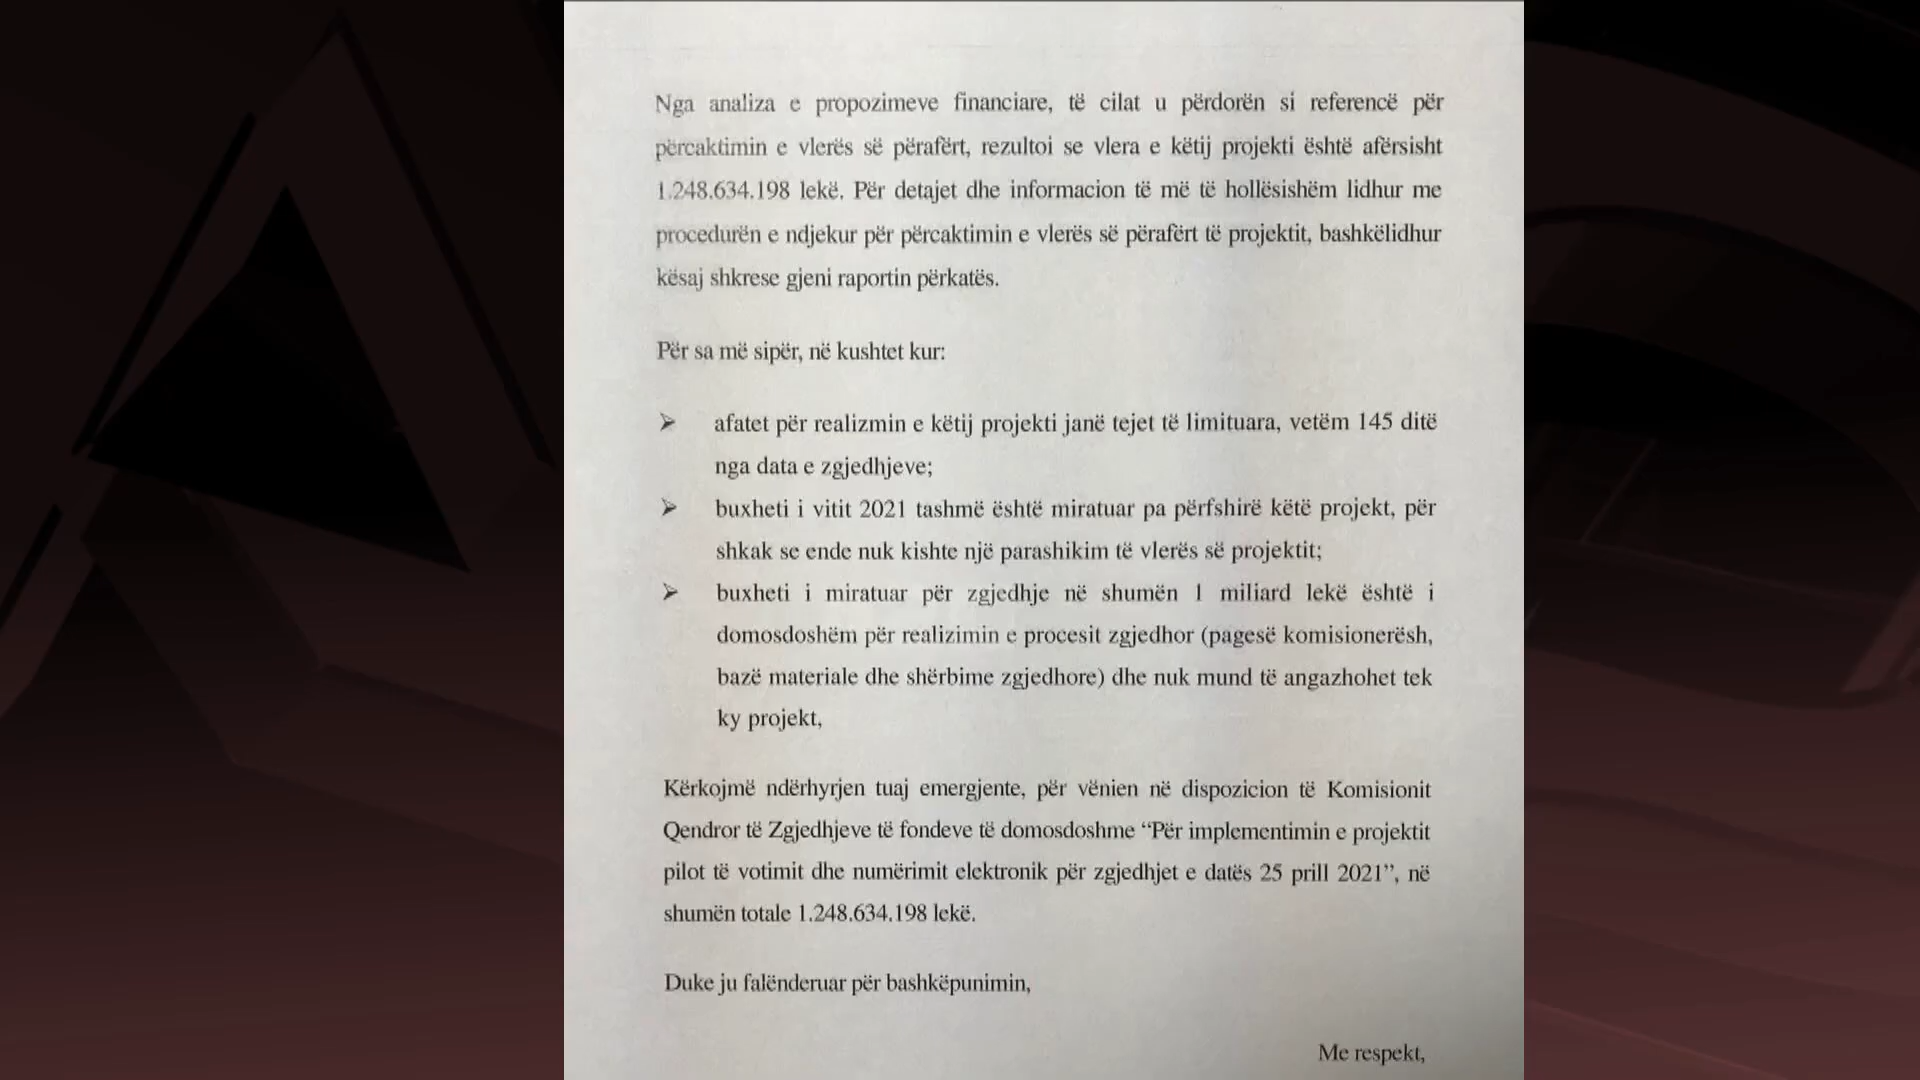 Nga analiza e propozimeve financiare, të cilat u përdorën si referencë për
përcaktimin e vlerës së përafërt, rezultoi se vlera e këtij projekti është afërsisht
1.248.634.198 lekë. Për detajet dhe informacion të më të hollësishëm lidhur me
procedurën e ndjekur për përcaktimin e vlerës së përafërt të projektit, bashkëlidhur
kësaj shkrese gjeni raportin përkatës.
Për sa më sipër, në kushtet kur:
➢ afatet për realizmin e këtij projekti janë tejet të limituara, vetëm 145 ditë
nga data e zgjedhjeve;
➢ buxheti i vitit 2021 tashmë është miratuar pa përfshirë këtë projekt, për
shkak se ende nuk kishte një parashikim të vlerës së projektit;
➢ buxheti i miratuar për zgjedhje në shumën 1 miliard lekë është i
domosdoshëm për realizimin e procesit zgjedhor (pagesë komisionerësh,
bazë materiale dhe shërbime zgjedhore) dhe nuk mund të angazhohet tek
ky projekt,
Kërkojmë ndërhyrjen tuaj emergjente, për vënien në dispozicion të Komisionit
Qendror të Zgjedhjeve të fondeve të domosdoshme “Për implementimin e projektit
pilot të votimit dhe numërimit elektronik për zgjedhjet e datës 25 prill 2021”, në
shumën totale 1.248.634.198 lekë.
Duke ju falënderuar për bashkëpunimin,
Me respekt,